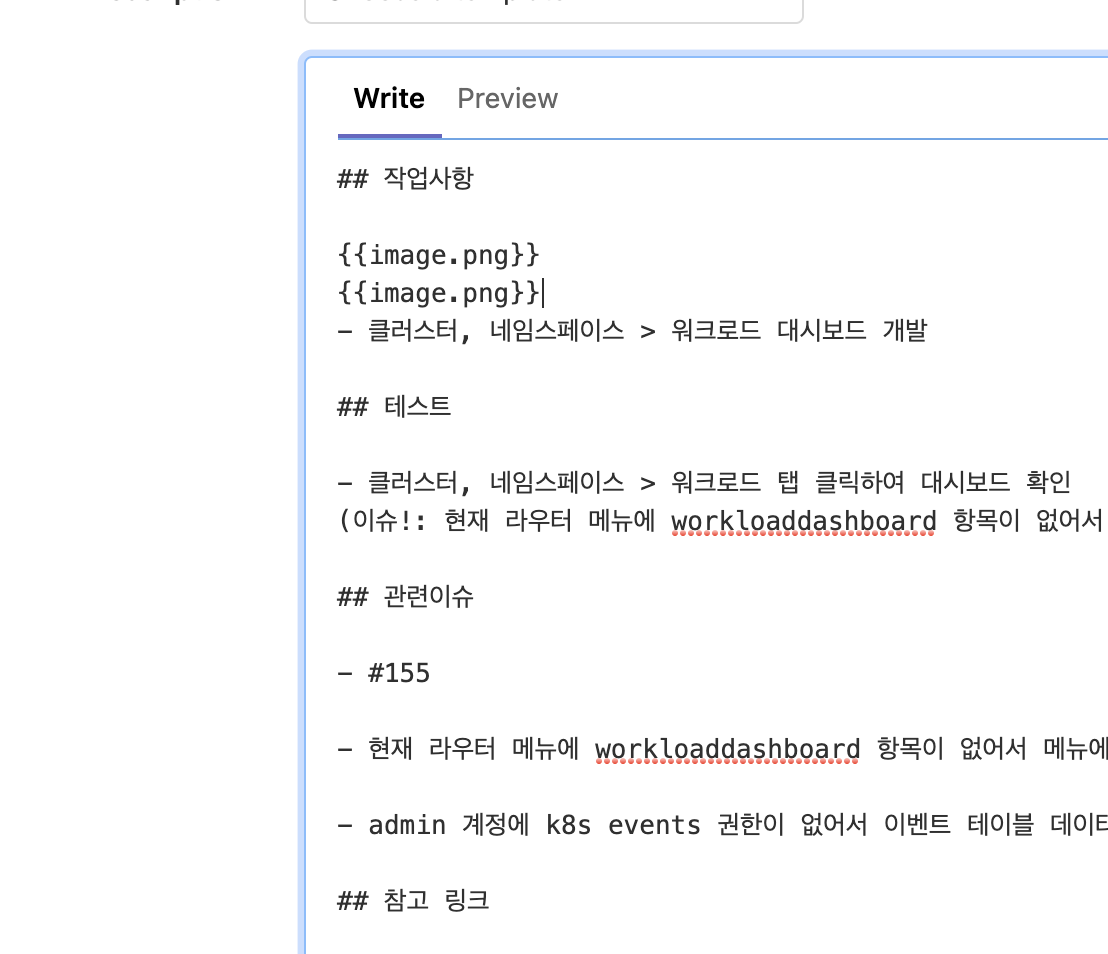 Write Preview
## 작업사항
{{image.png}}
{{image.png}}
- 클러스터, 네임스페이스 > 워크로드 대시보드 개발
## 테스트
- 클러스터, 네임스페이스 > 워크로드 탭 클릭하여 대시보드 확인
(이슈!: 현재 라우터 메뉴에 workloaddashboard 항목이 없어서
## 관련이슈
- #155
- 현재 라우터 메뉴에 workloaddashboard 항목이 없어서 메뉴에
- admin 계정에 k8s events 권한이 없어서 이벤트 테이블 데이터
## 참고 링크